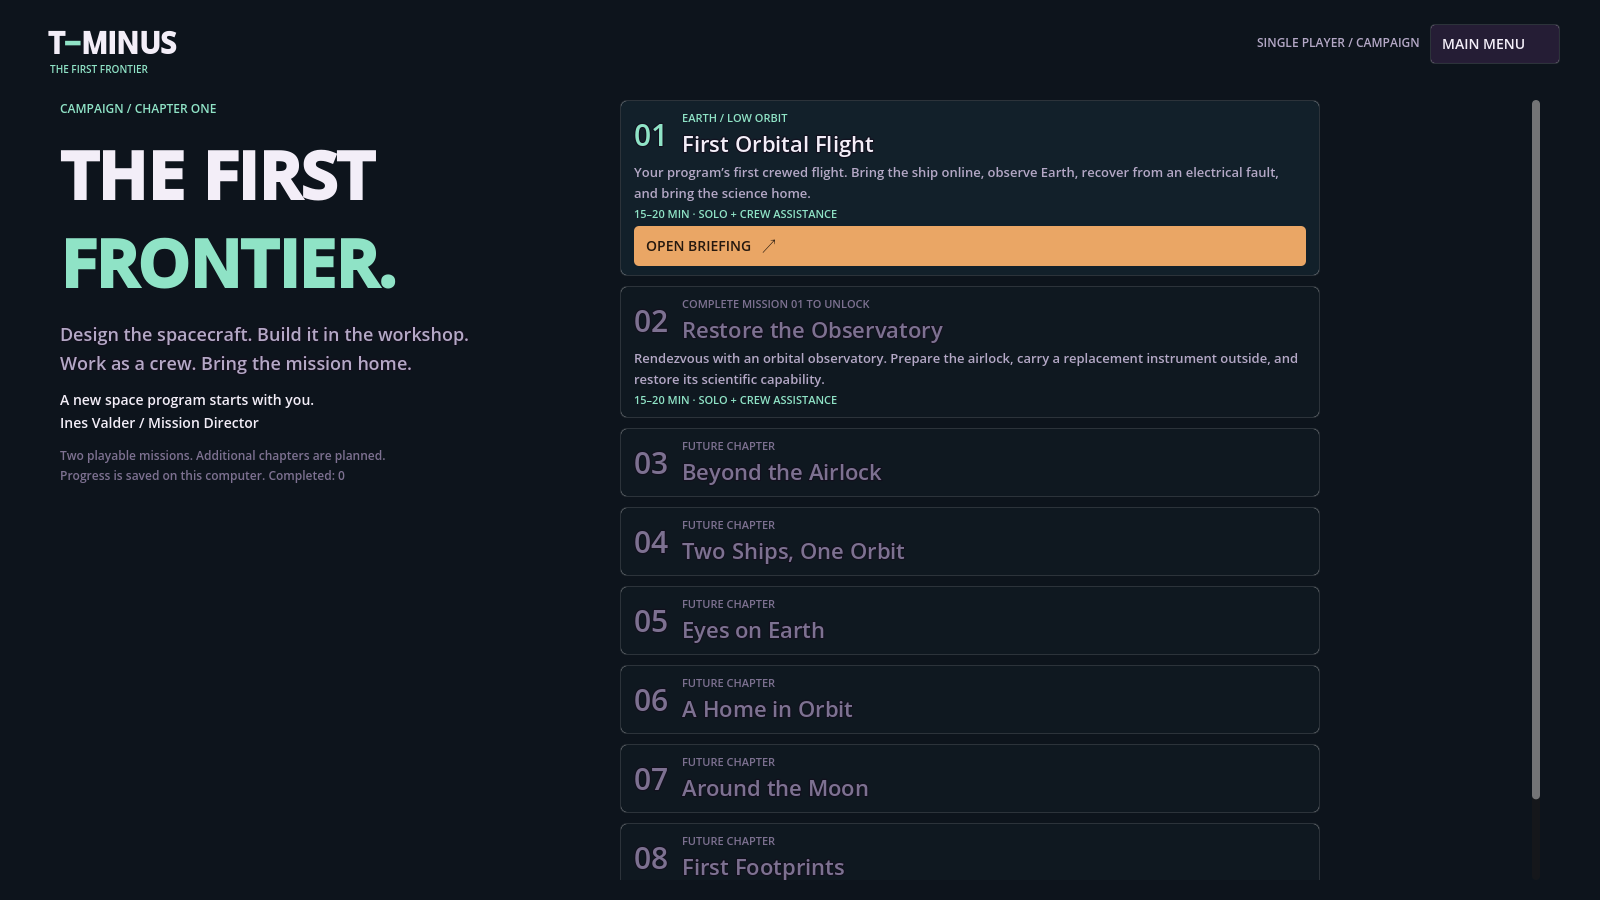 T–MINUS
THE FIRST FRONTIER
SINGLE PLAYER / CAMPAIGN
MAIN MENU
CAMPAIGN / CHAPTER ONE
THE FIRST
FRONTIER.
Design the spacecraft. Build it in the workshop.
Work as a crew. Bring the mission home.
A new space program starts with you.
Ines Valder / Mission Director
Two playable missions. Additional chapters are planned.
Progress is saved on this computer. Completed: 0
01
EARTH / LOW ORBIT
First Orbital Flight
Your program’s first crewed flight. Bring the ship online, observe Earth, recover from an electrical fault,
and bring the science home.
15–20 MIN · SOLO + CREW ASSISTANCE
OPEN BRIEFING ↗
02
COMPLETE MISSION 01 TO UNLOCK
Restore the Observatory
Rendezvous with an orbital observatory. Prepare the airlock, carry a replacement instrument outside, and
restore its scientific capability.
15–20 MIN · SOLO + CREW ASSISTANCE
03
FUTURE CHAPTER
Beyond the Airlock
04
FUTURE CHAPTER
Two Ships, One Orbit
05
FUTURE CHAPTER
Eyes on Earth
06
FUTURE CHAPTER
A Home in Orbit
07
FUTURE CHAPTER
Around the Moon
08
FUTURE CHAPTER
First Footprints